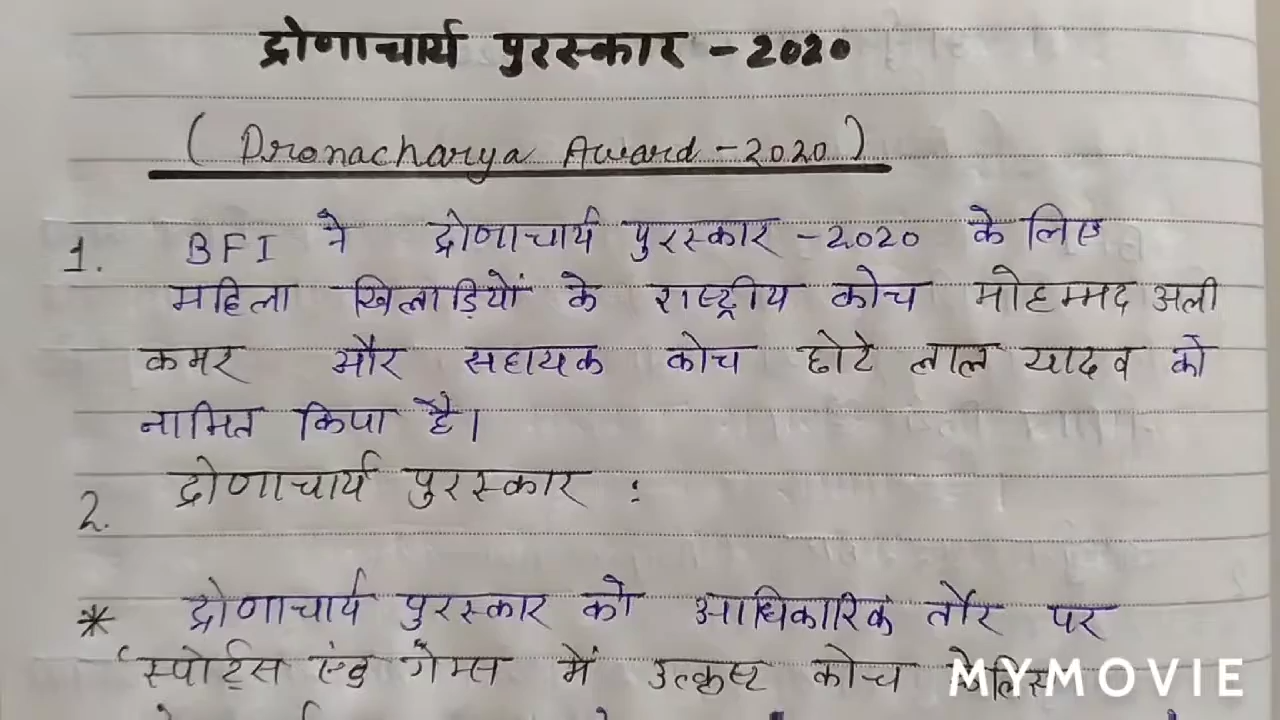 द्रोणाचार्य पुरस्कार - 2020
( Dronacharya Award - 2020 )
1. BFI ने द्रोणाचार्य पुरस्कार - 2020 के लिए
महिला खिलाड़ियों के राष्ट्रीय कोच मोहम्मद अली
कमर और सहायक कोच छोटे लाल यादव को
नामित किया है।
2. द्रोणाचार्य पुरस्कार :
* द्रोणाचार्य पुरस्कार को आधिकारिक तौर पर
'स्पोर्ट्स एंड गेम्स में उत्कृष्ट कोच
MYMOVIE